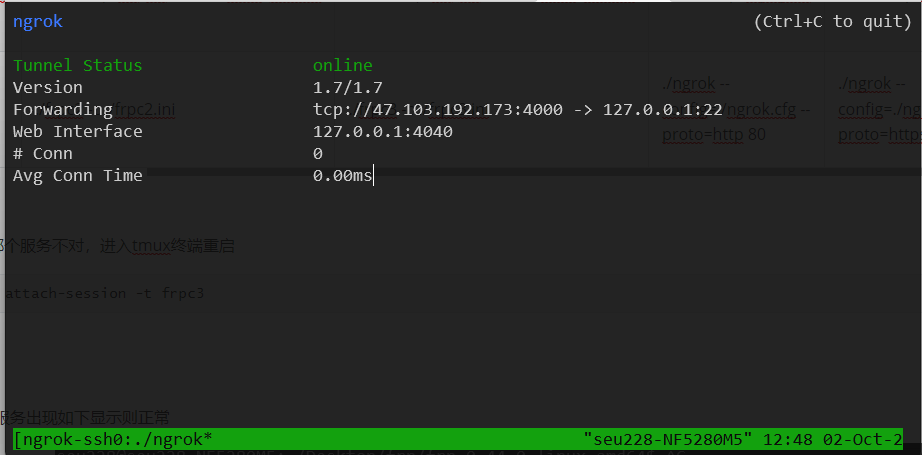 ngrok (Ctrl+C to quit)
Tunnel Status online
Version 1.7/1.7
frpc2.ini
./ngrok --
./ngrok --
Forwarding tcp://47.103.192.173:4000 -> 127.0.0.1:22
ngrok.cfg --
config=./ng
Web Interface 127.0.0.1:4040
proto=http 80
proto=https
# Conn 0
Avg Conn Time 0.00ms
个服务不对，进入tmux终端重启
attach-session -t frpc3
服务出现如下显示则正常
[ngrok-ssh0:./ngrok* "seu228-NF5280M5" 12:48 02-Oct-2